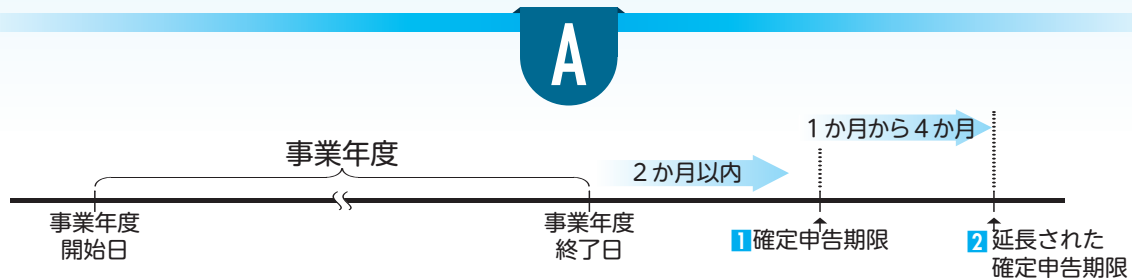 A
1か月から4か月
事業年度
2か月以内
事業年度
開始日
事業年度
終了日
1 確定申告期限
2 延長された
確定申告期限